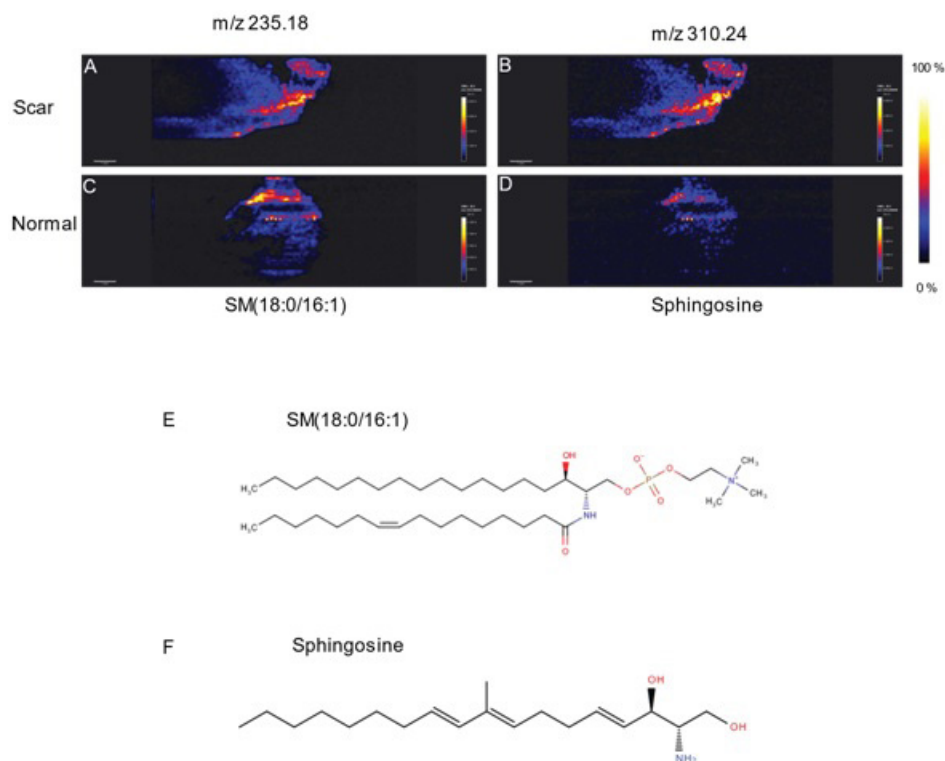 m/z 235.18
m/z 310.24
Scar
A
B
100 %
Normal
C
D
0 %
SM(18:0/16:1)
Sphingosine
E
SM(18:0/16:1)
OH
O⁻
O
P
O
O
N⁺
CH₃
CH₃
H₃C
H₃C
NH
H₃C
O
F
Sphingosine
OH
OH
NH₂